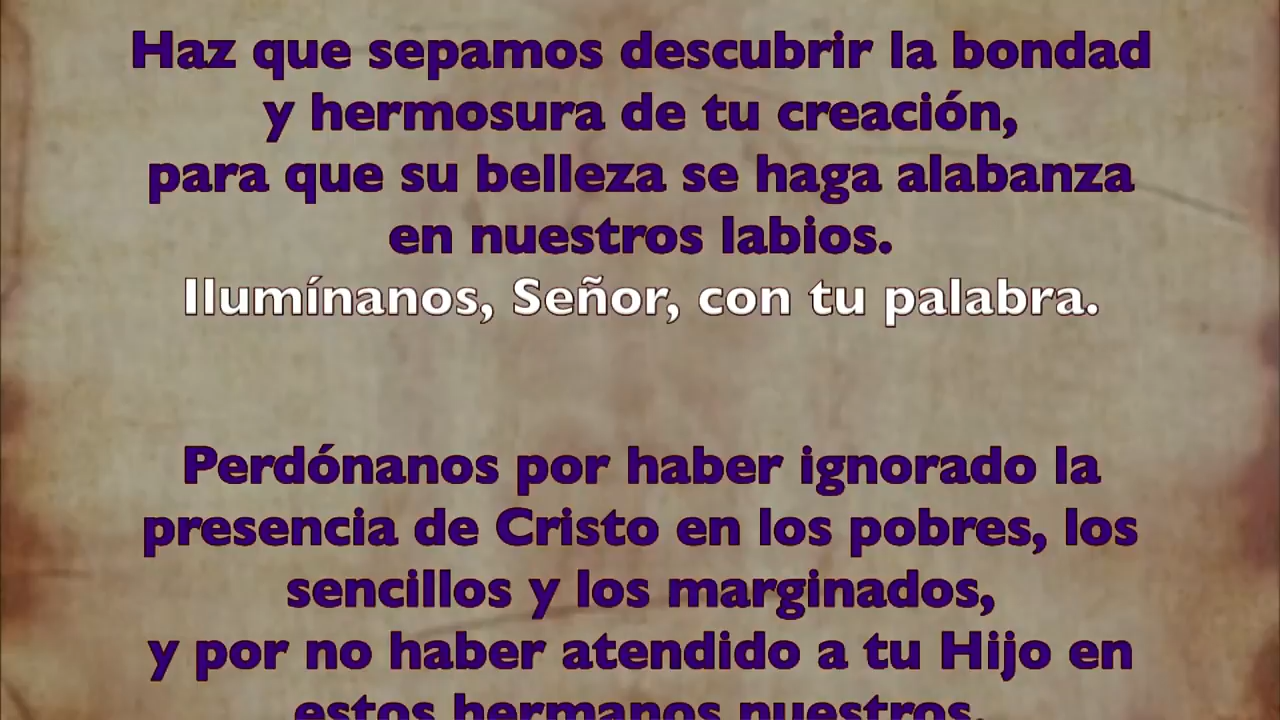 Haz que sepamos descubrir la bondad
y hermosura de tu creación,
para que su belleza se haga alabanza
en nuestros labios.
Ilumínanos, Señor, con tu palabra.
Perdónanos por haber ignorado la
presencia de Cristo en los pobres, los
sencillos y los marginados,
y por no haber atendido a tu Hijo en
estos hermanos nuestros.